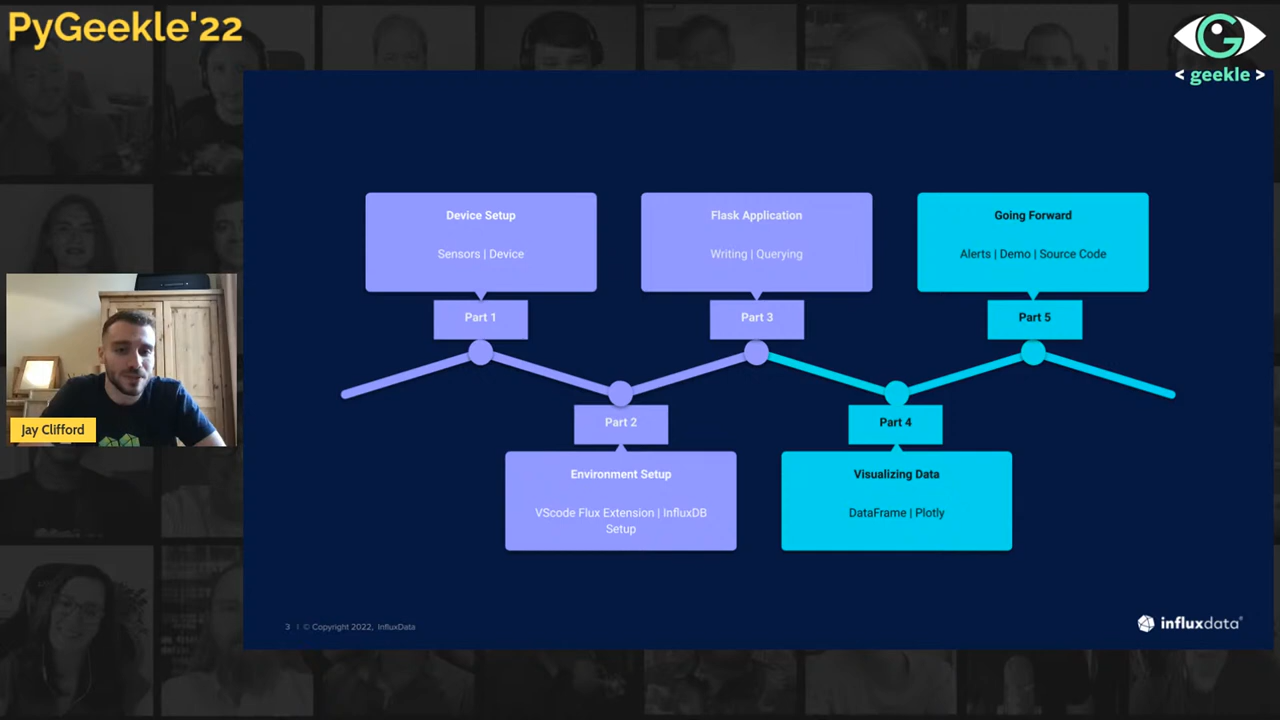 PyGeekle'22
G
< geekle >
Device Setup
Sensors | Device
Flask Application
Writing | Querying
Going Forward
Alerts | Demo | Source Code
Part 1
Part 3
Part 5
Jay Clifford
Part 2
Part 4
Environment Setup
VScode Flux Extension | InfluxDB
Setup
Visualizing Data
DataFrame | Plotly
3 | © Copyright 2022, InfluxData
influxdata®